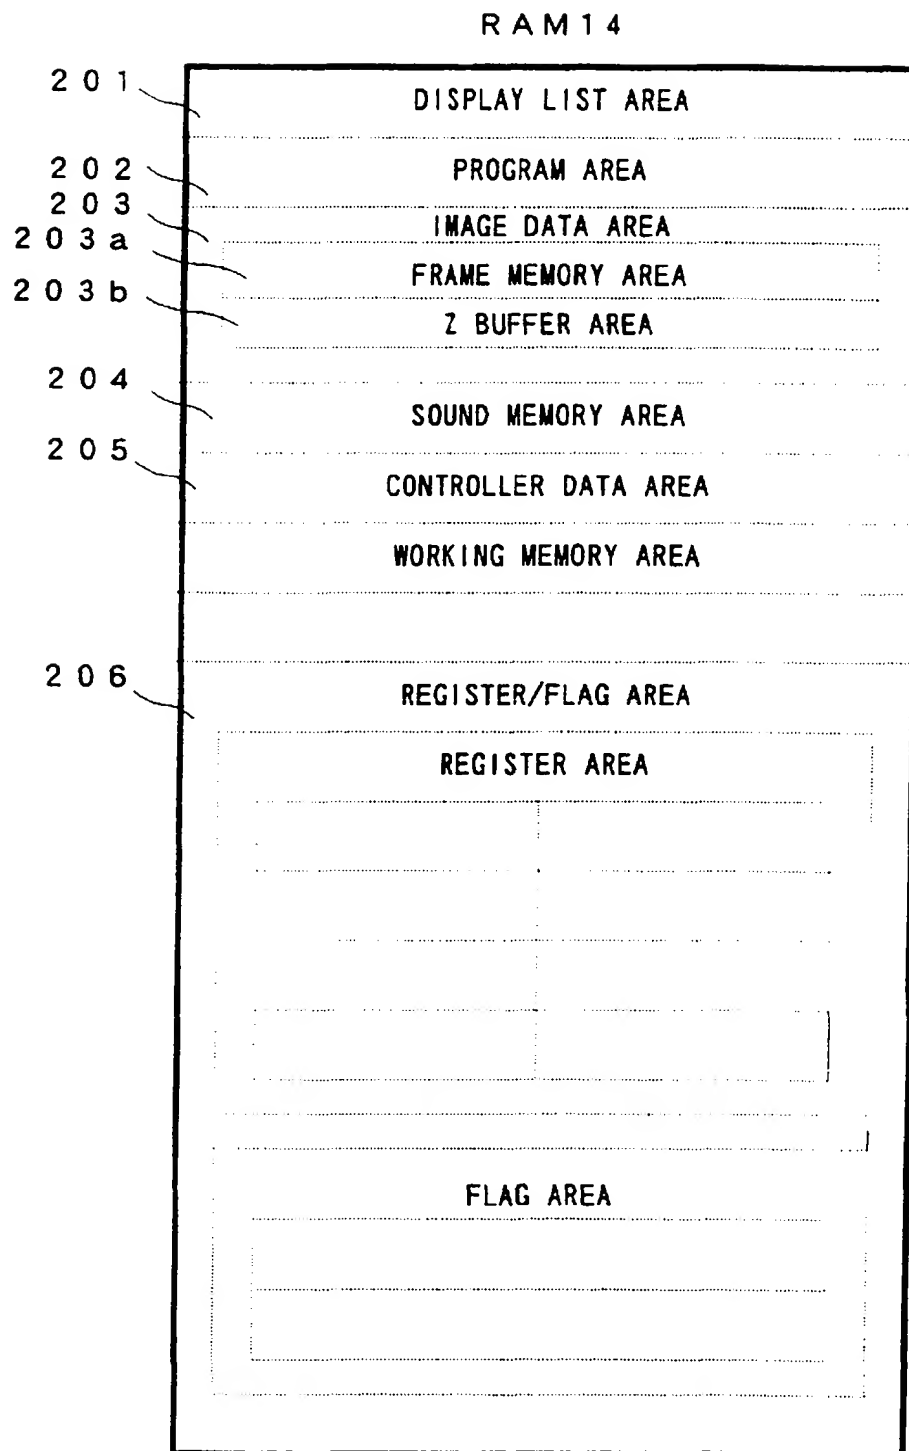 RAM14
201 DISPLAY LIST AREA
202 PROGRAM AREA
203 IMAGE DATA AREA
203a FRAME MEMORY AREA
203b Z BUFFER AREA
204 SOUND MEMORY AREA
205 CONTROLLER DATA AREA
WORKING MEMORY AREA
206 REGISTER/FLAG AREA
REGISTER AREA
FLAG AREA